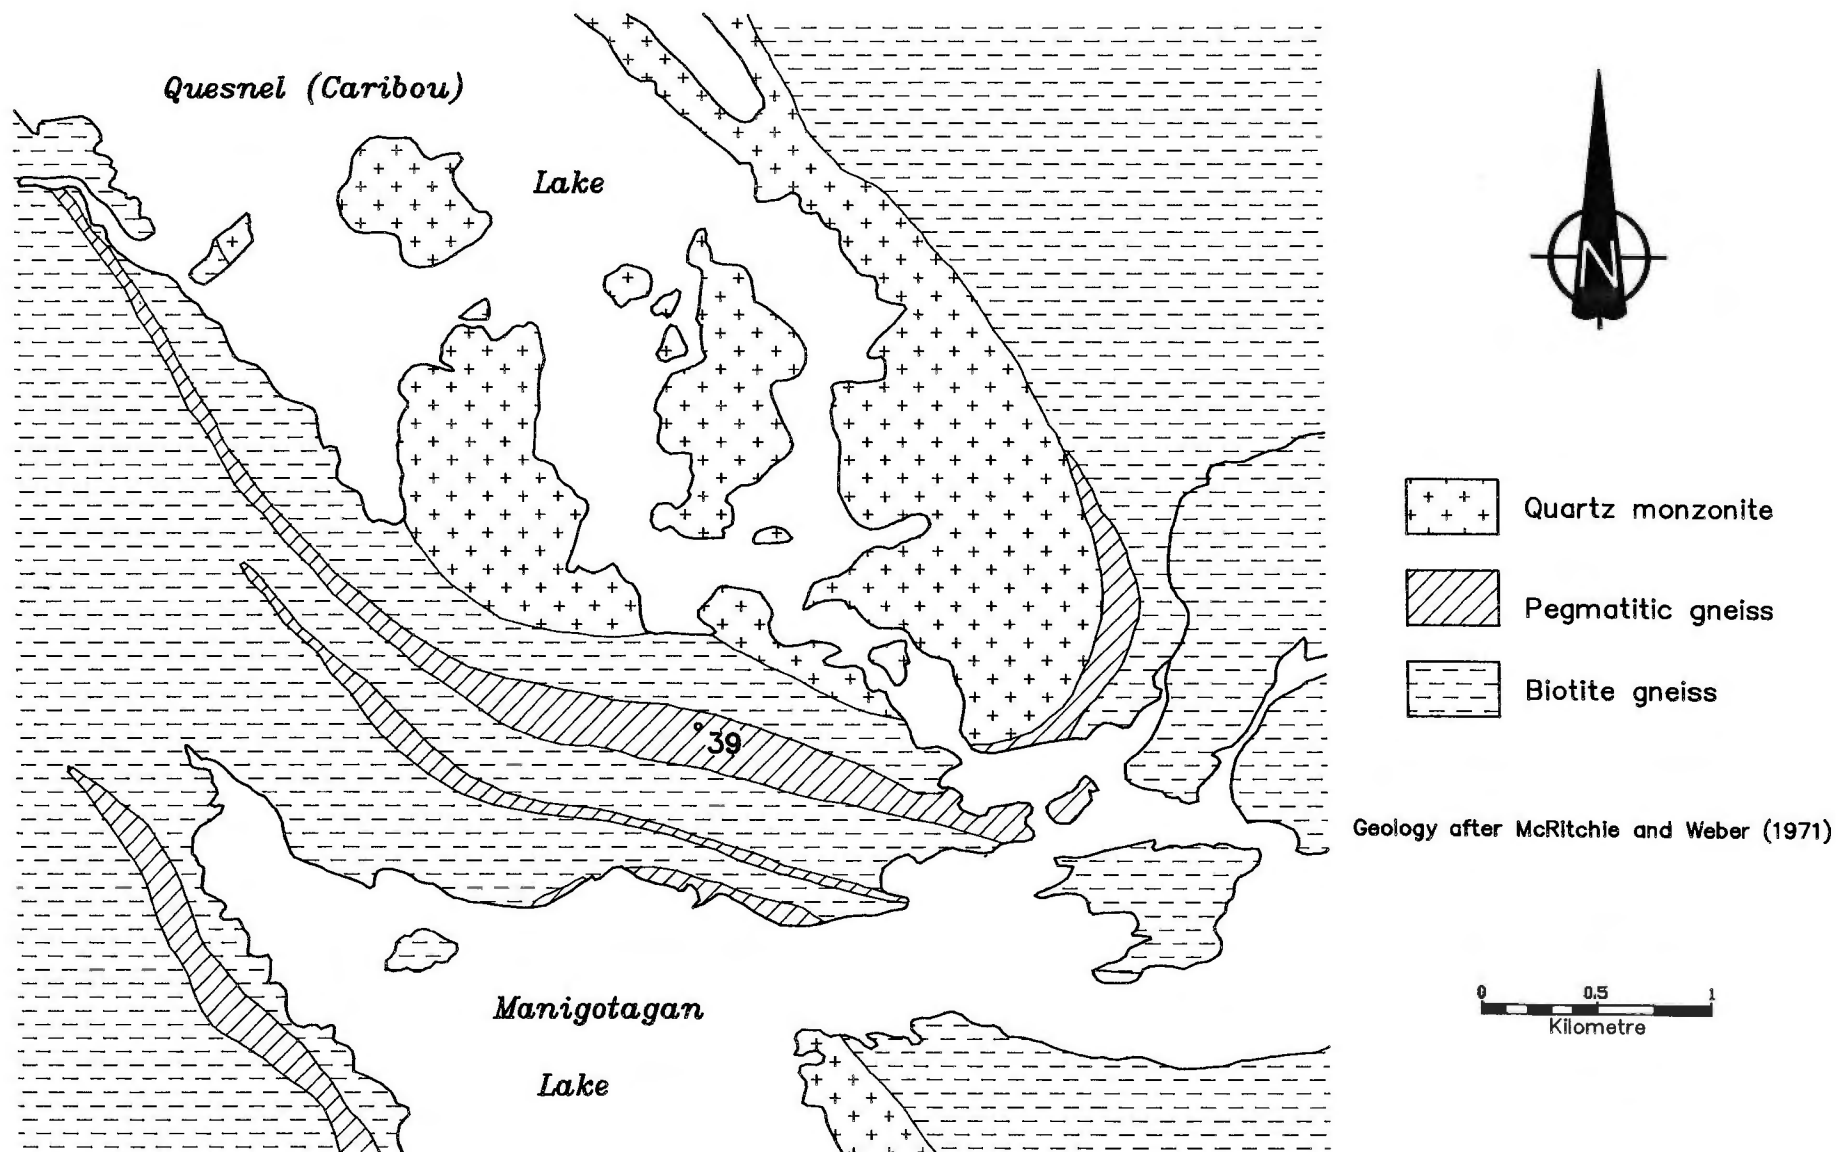 Quesnel (Caribou)
Lake
N
Quartz monzonite
Pegmatitic gneiss
Biotite gneiss
39
Geology after McRitchie and Weber (1971)
0 0.5 1
Kilometre
Manigotagan
Lake